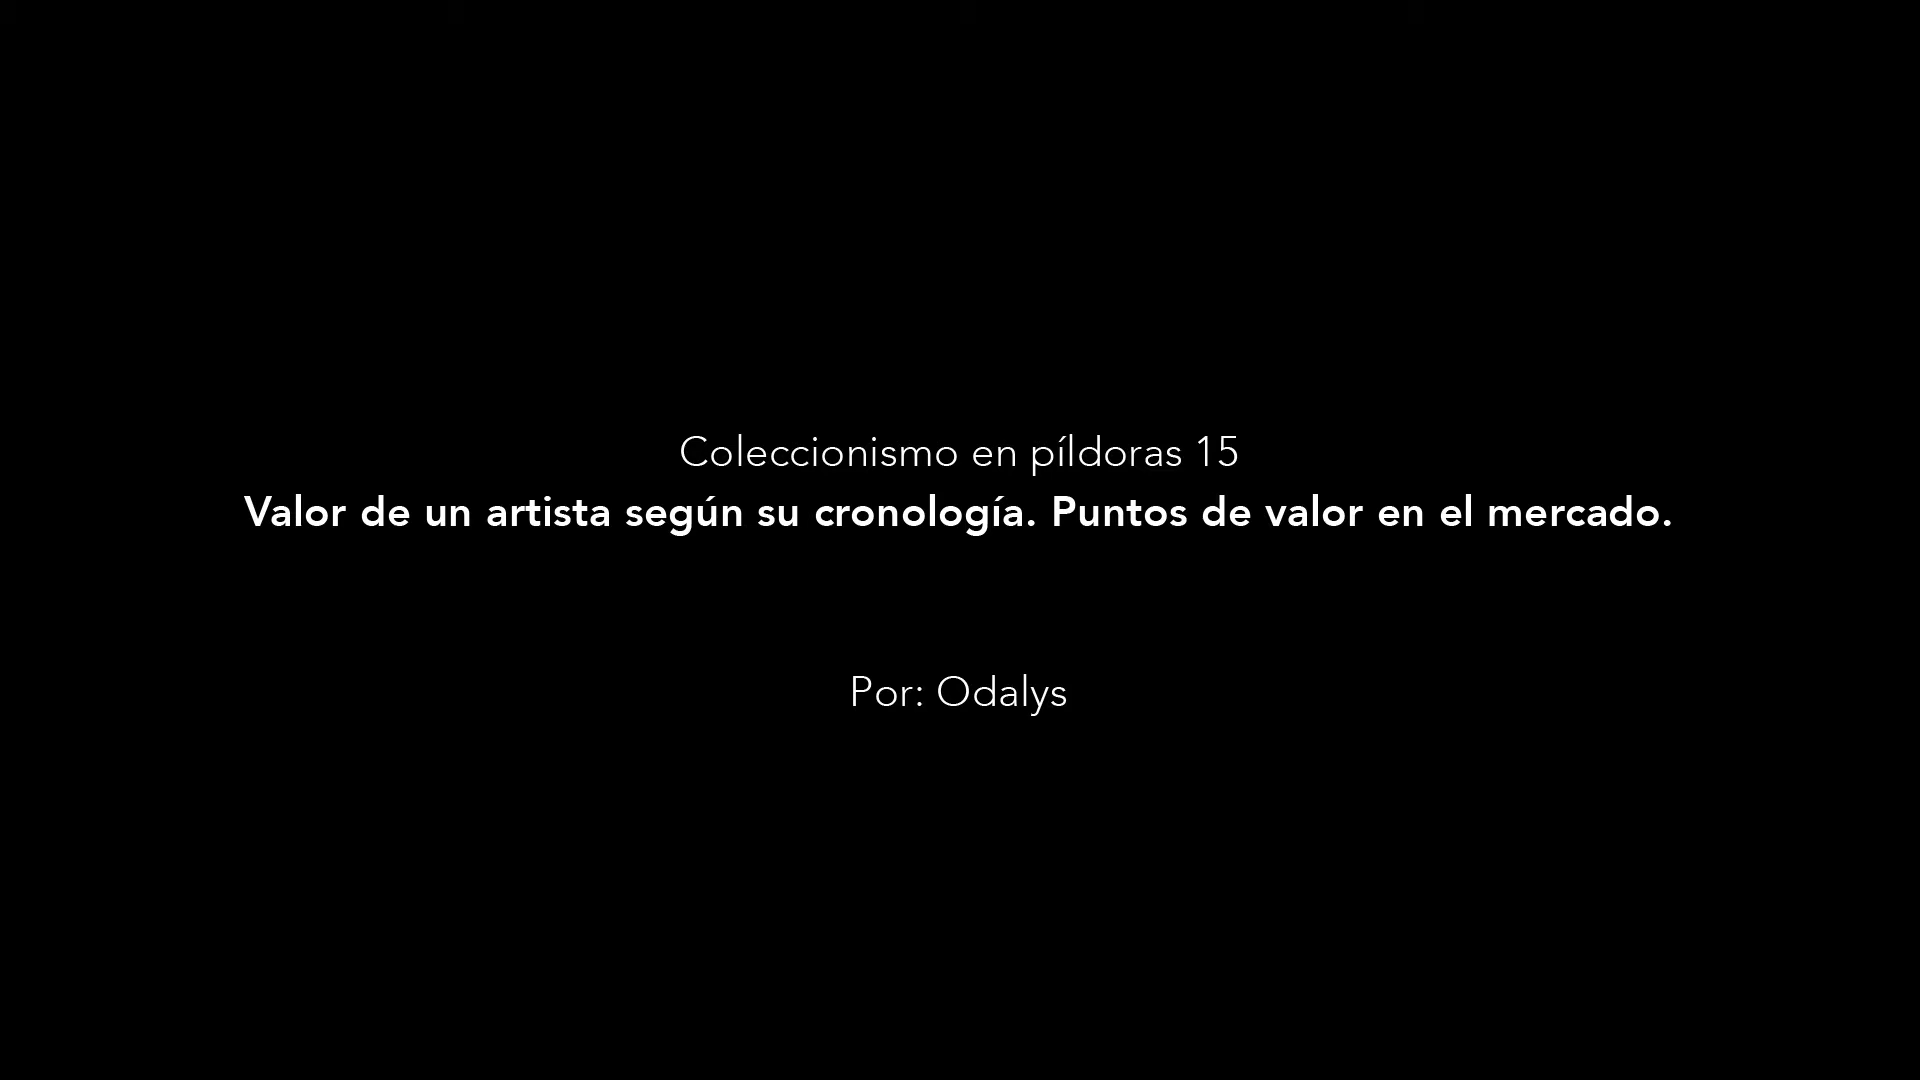 Coleccionismo en píldoras 15
Valor de un artista según su cronología. Puntos de valor en el mercado.
Por: Odalys